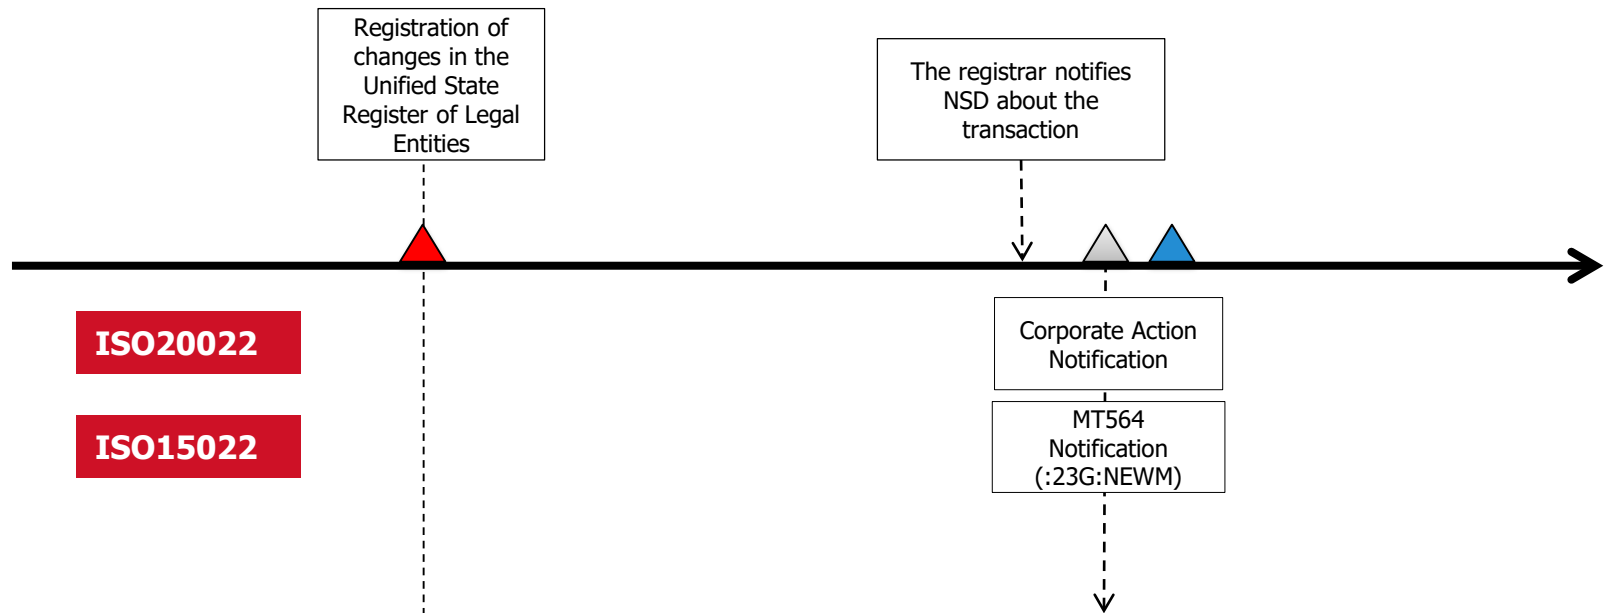 Registration of
changes in the
Unified State
Register of Legal
Entities
The registrar notifies
NSD about the
transaction
ISO20022
Corporate Action
Notification
ISO15022
MT564
Notification
(:23G:NEWM)